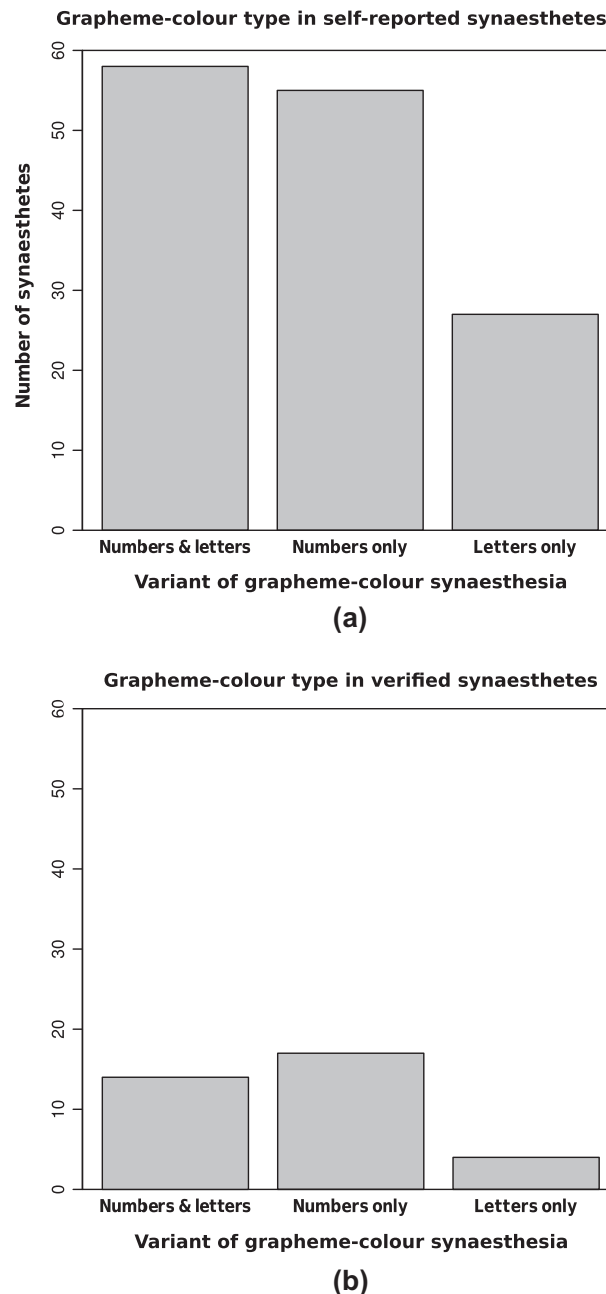 Grapheme-colour type in self-reported synaesthetes
60
50
40
30
20
10
0
Number of synaesthetes
Numbers & letters Numbers only Letters only
Variant of grapheme-colour synaesthesia
(a)
Grapheme-colour type in verified synaesthetes
60
50
40
30
20
10
0
Numbers & letters Numbers only Letters only
Variant of grapheme-colour synaesthesia
(b)